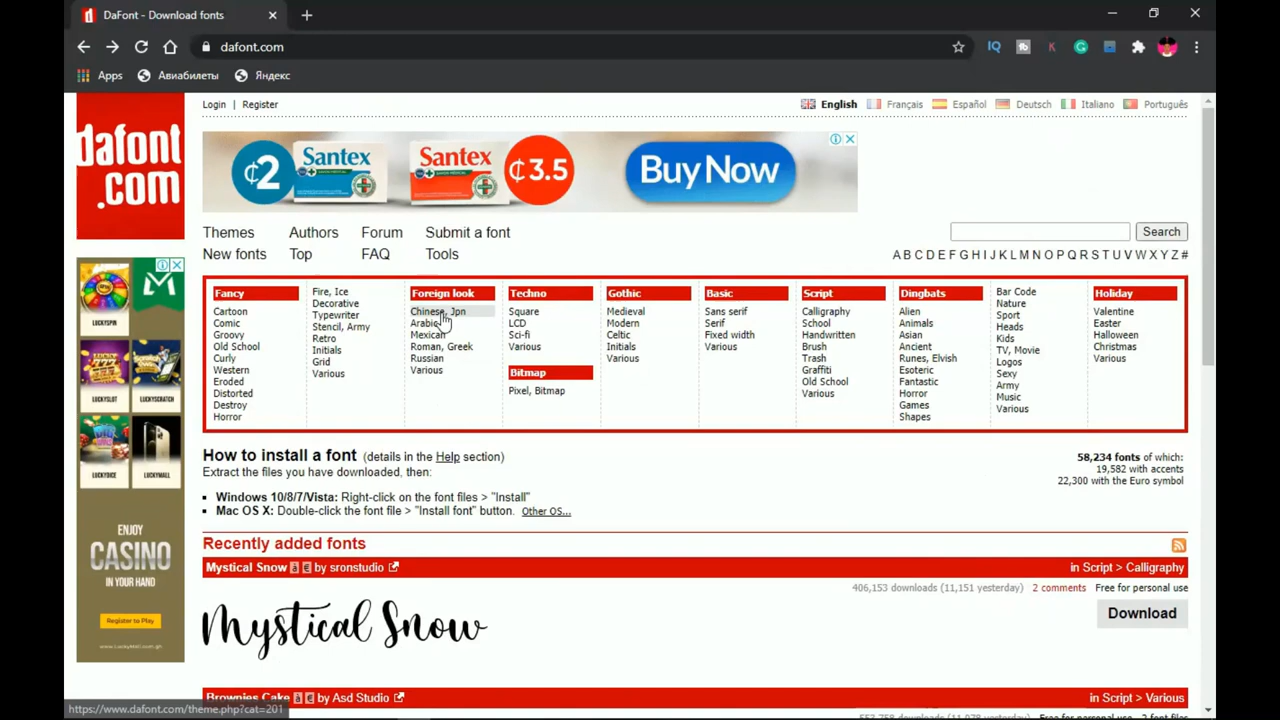 DaFont - Download fonts
dafont.com
Apps Авиабилеты Яндекс
dafont
.com
Login | Register
English Français Español Deutsch Italiano Português
¢2 Santex Santex ¢3.5 Buy Now
Themes Authors Forum Submit a font
New fonts Top FAQ Tools
Search
A B C D E F G H I J K L M N O P Q R S T U V W X Y Z #
Fancy
Cartoon
Comic
Groovy
Old School
Curly
Western
Eroded
Distorted
Destroy
Horror
Fire, Ice
Decorative
Typewriter
Stencil, Army
Retro
Initials
Grid
Various
Foreign look
Chinese, Jpn
Arabic
Mexican
Roman, Greek
Russian
Various
Techno
Square
LCD
Sci-fi
Various
Bitmap
Pixel, Bitmap
Gothic
Medieval
Modern
Celtic
Initials
Various
Basic
Sans serif
Serif
Fixed width
Various
Script
Calligraphy
School
Handwritten
Brush
Trash
Graffiti
Old School
Various
Dingbats
Alien
Animals
Asian
Ancient
Runes, Elvish
Esoteric
Fantastic
Horror
Games
Shapes
Bar Code
Nature
Sport
Heads
Kids
TV, Movie
Logos
Sexy
Army
Music
Various
Holiday
Valentine
Easter
Halloween
Christmas
Various
LUCKYSPIN
LUCKYSLOT LUCKYSCRATCH
LUCKYDICE LUCKYMALL
ENJOY
CASINO
IN YOUR HAND
Register to Play
www.LuckyMall.com.gh
How to install a font (details in the Help section)
Extract the files you have downloaded, then:
Windows 10/8/7/Vista: Right-click on the font files > "Install"
Mac OS X: Double-click the font file > "Install font" button. Other OS...
58,234 fonts of which:
19,582 with accents
22,300 with the Euro symbol
Recently added fonts
Mystical Snow à € by sronstudio in Script > Calligraphy
406,153 downloads (11,151 yesterday) 2 comments Free for personal use
Download
Mystical Snow
Brownies Cake à € by Asd Studio in Script > Various
https://www.dafont.com/theme.php?cat=201